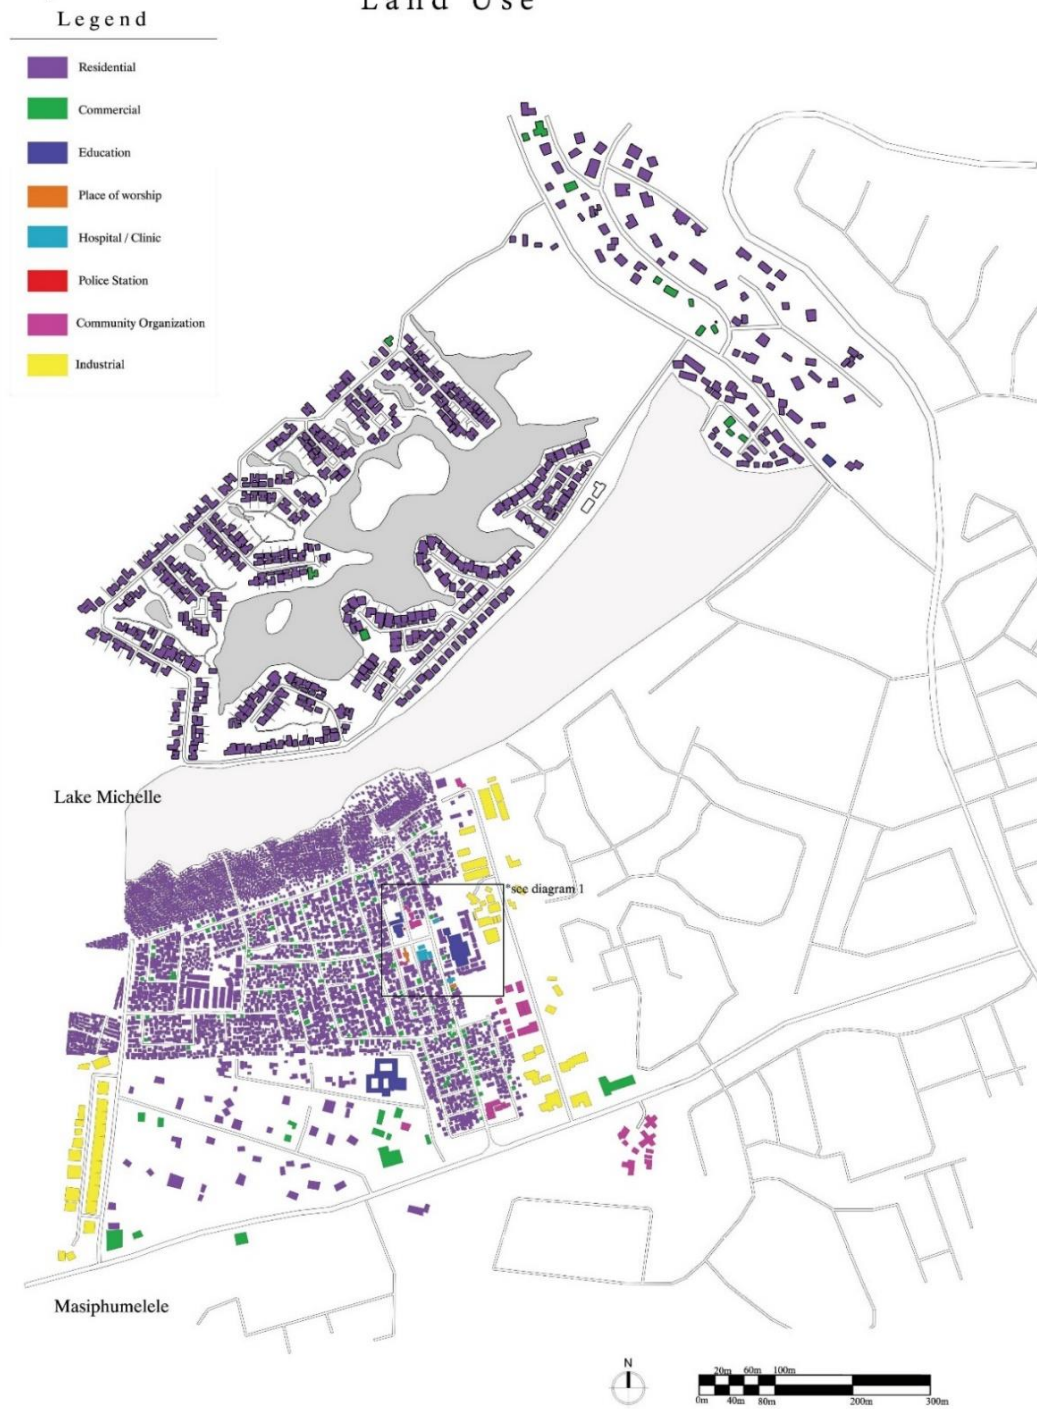 Land Use
Legend
Residential
Commercial
Education
Place of worship
Hospital / Clinic
Police Station
Community Organization
Industrial
Lake Michelle
*see diagram 1
Masiphumelele
N
20m 60m 100m
0m 40m 80m 200m 300m